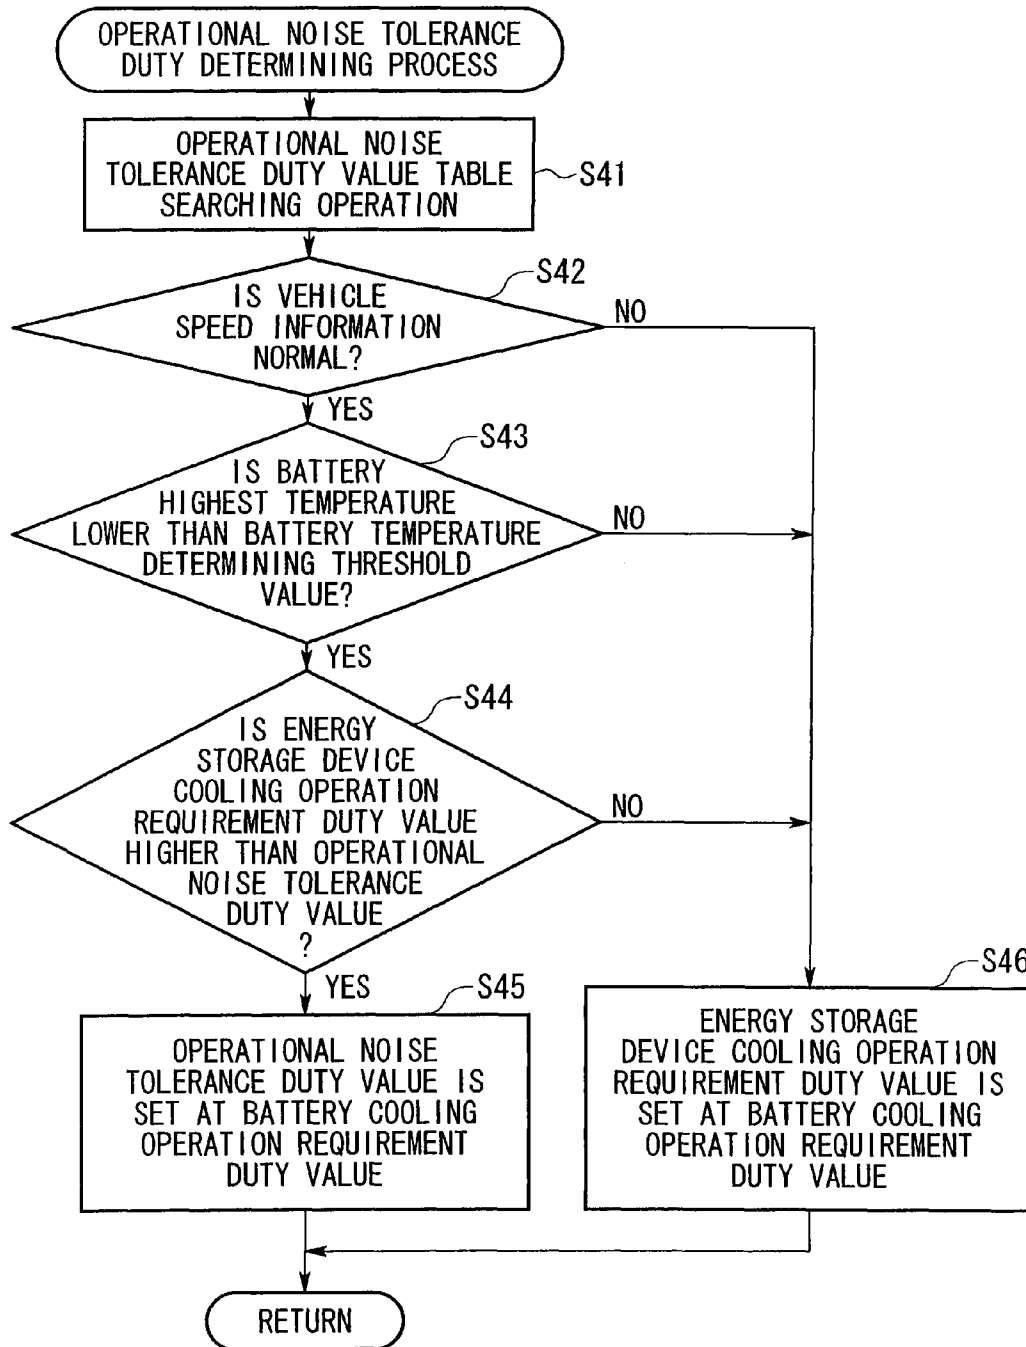 OPERATIONAL NOISE TOLERANCE
DUTY DETERMINING PROCESS
OPERATIONAL NOISE
TOLERANCE DUTY VALUE TABLE
SEARCHING OPERATION
S41
S42
IS VEHICLE
SPEED INFORMATION
NORMAL?
NO
YES
S43
IS BATTERY
HIGHEST TEMPERATURE
LOWER THAN BATTERY TEMPERATURE
DETERMINING THRESHOLD
VALUE?
NO
YES
S44
IS ENERGY
STORAGE DEVICE
COOLING OPERATION
REQUIREMENT DUTY VALUE
HIGHER THAN OPERATIONAL
NOISE TOLERANCE
DUTY VALUE
?
NO
YES
S45
OPERATIONAL NOISE
TOLERANCE DUTY VALUE IS
SET AT BATTERY COOLING
OPERATION REQUIREMENT
DUTY VALUE
S46
ENERGY STORAGE
DEVICE COOLING OPERATION
REQUIREMENT DUTY VALUE IS
SET AT BATTERY COOLING
OPERATION REQUIREMENT
DUTY VALUE
RETURN